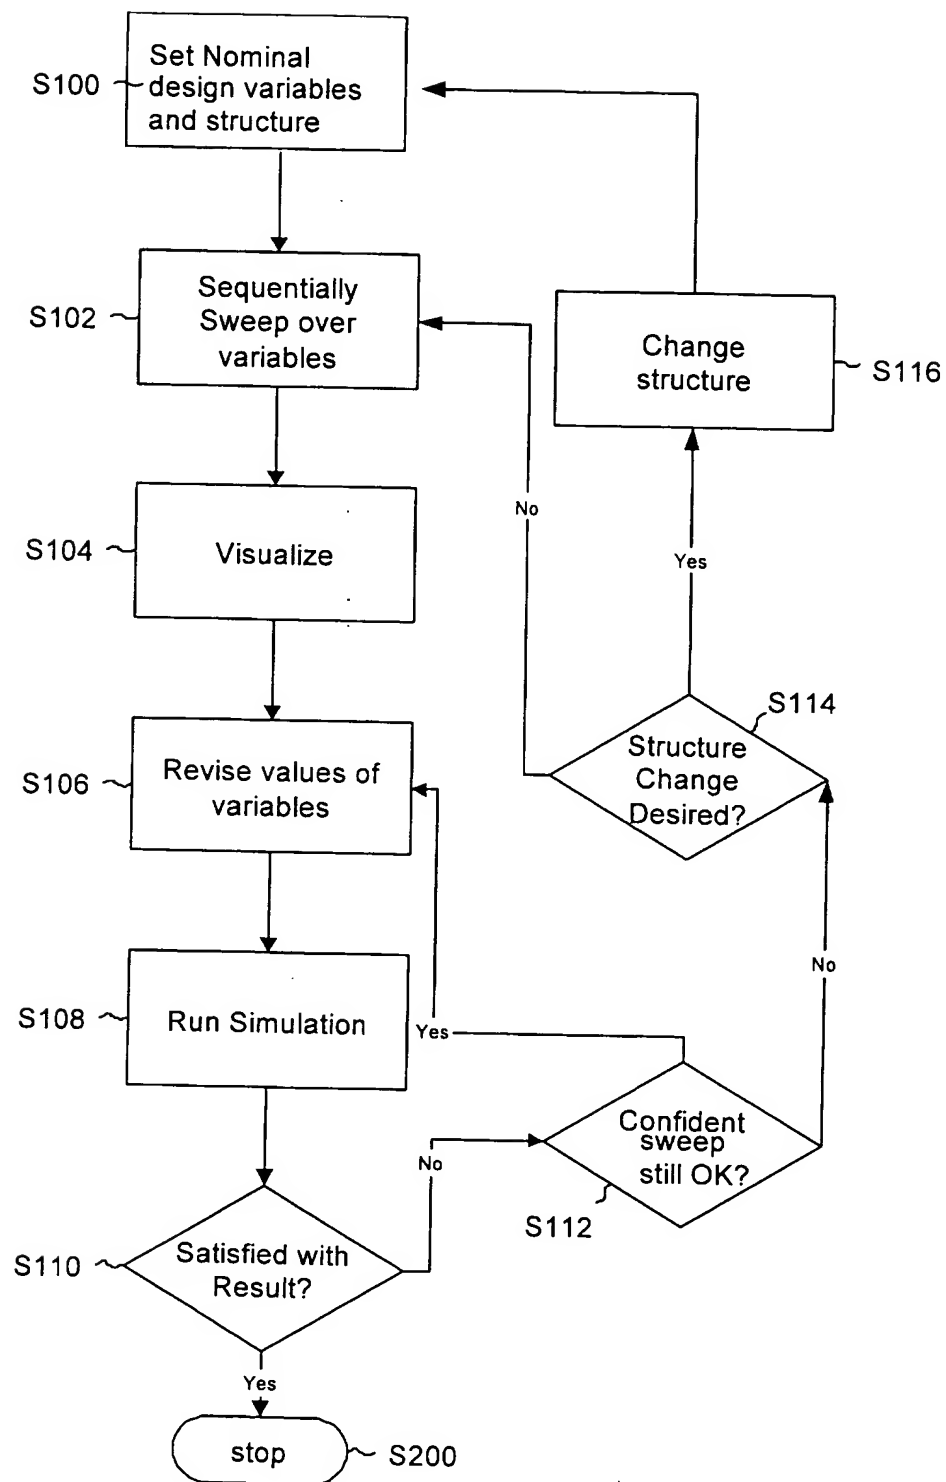 S100
Set Nominal
design variables
and structure
S102
Sequentially
Sweep over
variables
Change
structure
S116
No
S104
Visualize
Yes
S114
Structure
Change
Desired?
S106
Revise values of
variables
No
S108
Run Simulation
Yes
Confident
sweep
still OK?
No
S112
S110
Satisfied with
Result?
Yes
stop
S200